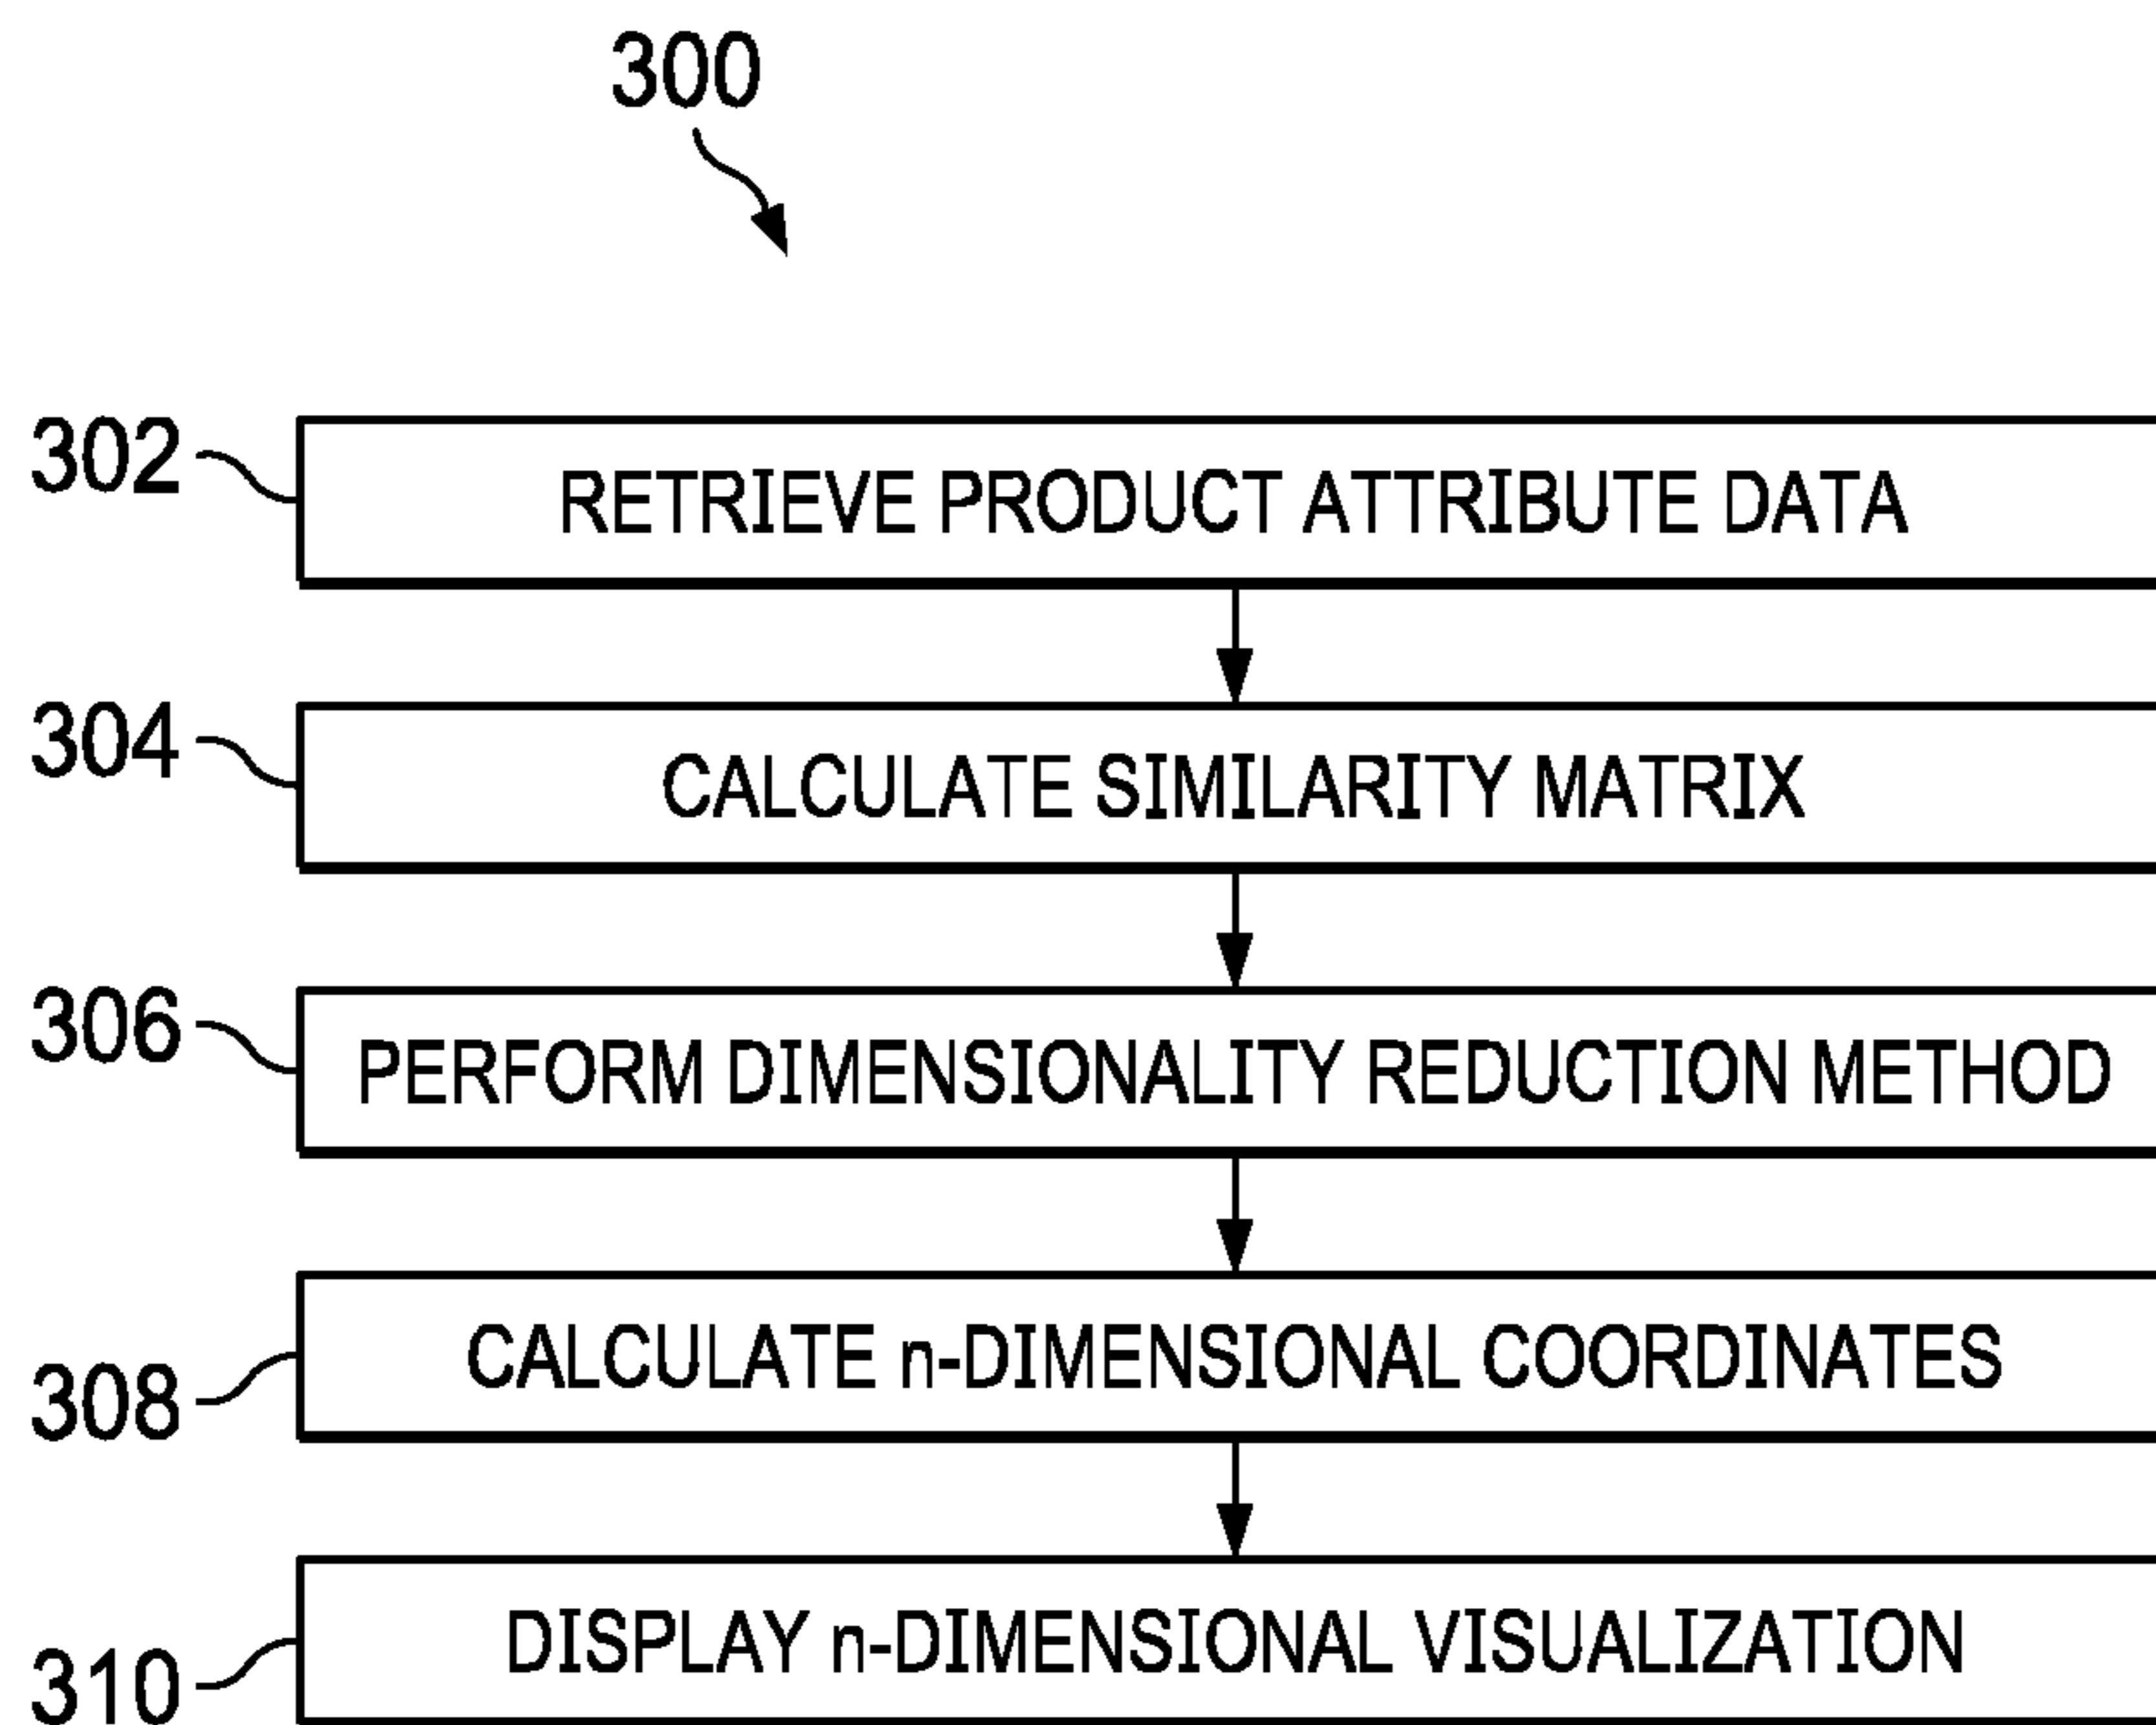 300
302
RETRIEVE PRODUCT ATTRIBUTE DATA
304
CALCULATE SIMILARITY MATRIX
306
PERFORM DIMENSIONALITY REDUCTION METHOD
308
CALCULATE n-DIMENSIONAL COORDINATES
310
DISPLAY n-DIMENSIONAL VISUALIZATION